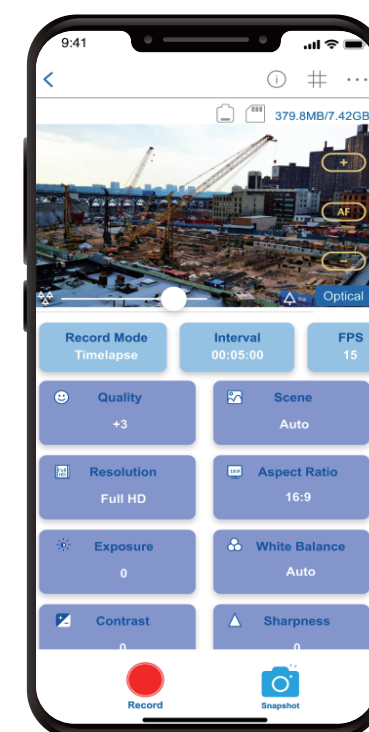 9:41
379.8MB/7.42GB
+
AF
−
Optical
Record Mode
Timelapse
Interval
00:05:00
FPS
15
Quality
+3
Scene
Auto
Resolution
Full HD
Aspect Ratio
16:9
Exposure
0
White Balance
Auto
Contrast
0
Sharpness
0
Record
Snapshot